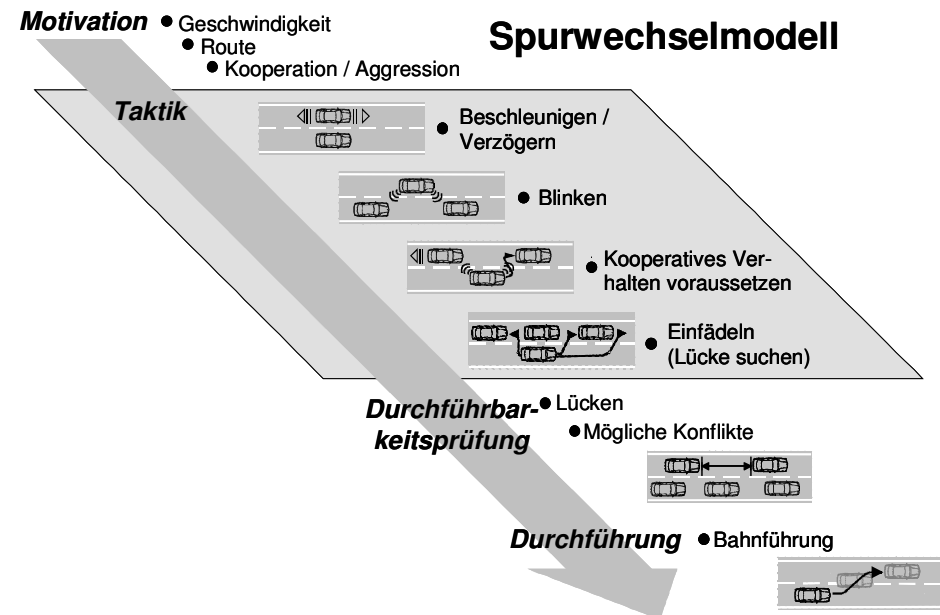 Motivation
• Geschwindigkeit
• Route
• Kooperation / Aggression
Spurwechselmodell
Taktik
• Beschleunigen /
Verzögern
• Blinken
• Kooperatives Ver-
halten voraussetzen
• Einfädeln
(Lücke suchen)
Durchführbar-
keitsprüfung
• Lücken
• Mögliche Konflikte
Durchführung
• Bahnführung